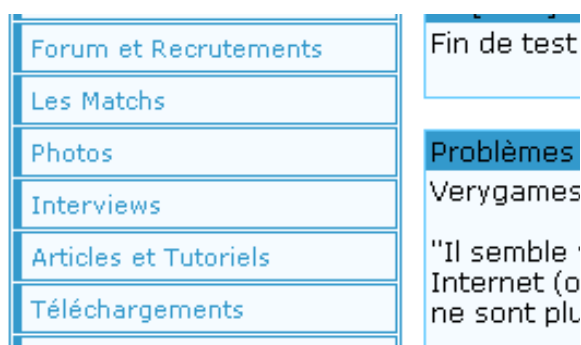 Forum et Recrutements
Les Matchs
Photos
Interviews
Articles et Tutoriels
Téléchargements
Fin de test
Problèmes
Verygames
"Il semble
Internet
ne sont